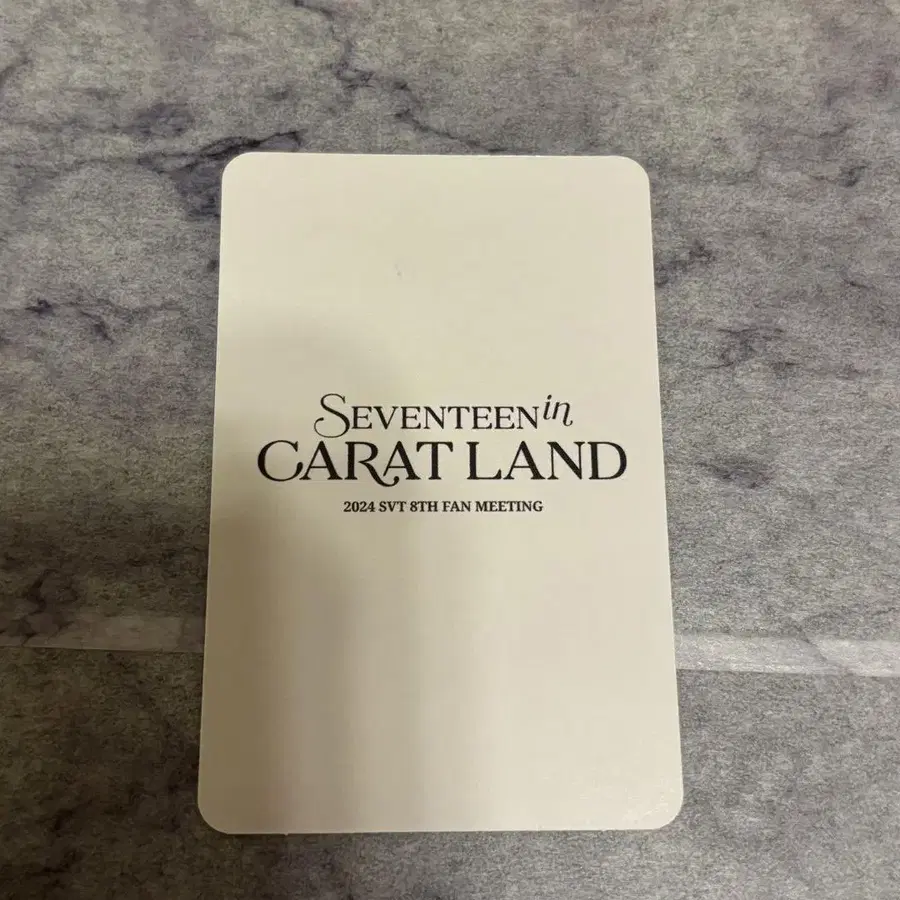 SEVENTEEN in
CARAT LAND
2024 SVT 8TH FAN MEETING